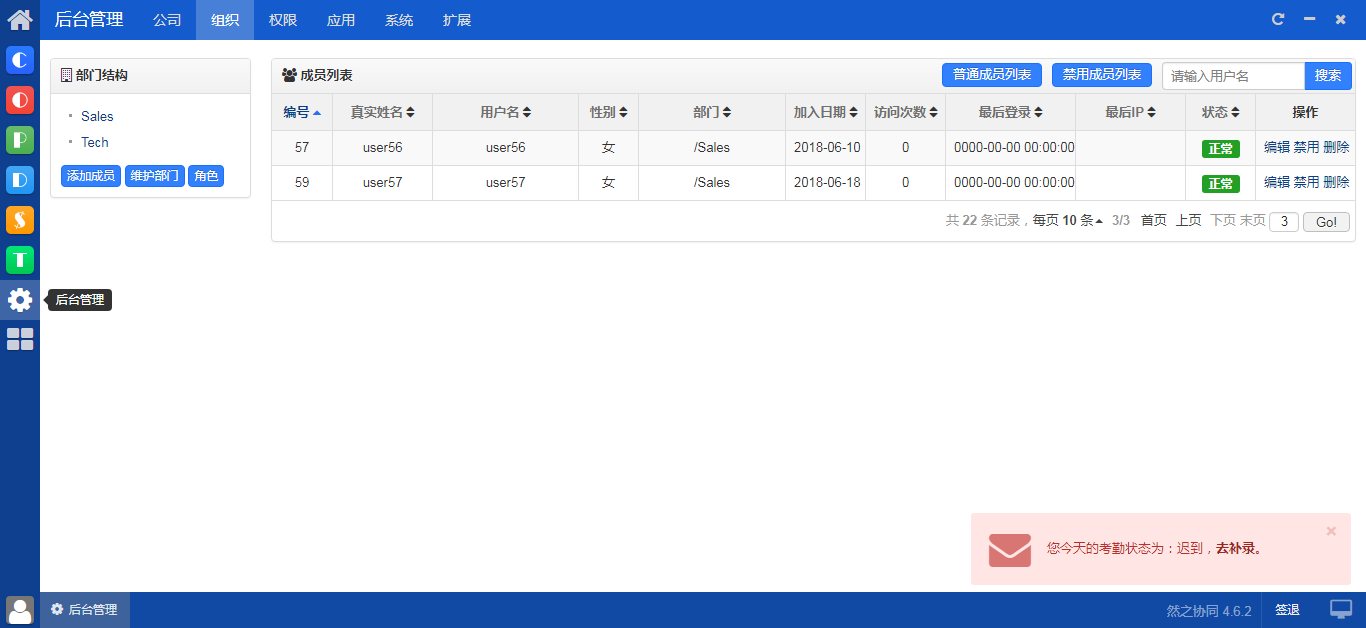 后台管理 公司 组织 权限 应用 系统 扩展
部门结构
Sales
Tech
添加成员 维护部门 角色
成员列表 普通成员列表 禁用成员列表 请输入用户名 搜索
编号 真实姓名 用户名 性别 部门 加入日期 访问次数 最后登录 最后IP 状态 操作
57 user56 user56 女 /Sales 2018-06-10 0 0000-00-00 00:00:00 正常 编辑 禁用 删除
59 user57 user57 女 /Sales 2018-06-18 0 0000-00-00 00:00:00 正常 编辑 禁用 删除
共 22 条记录，每页 10 条 3/3 首页 上页 下页 末页 3 Go!
后台管理
您今天的考勤状态为：迟到，去补录。
后台管理 然之协同 4.6.2 签退